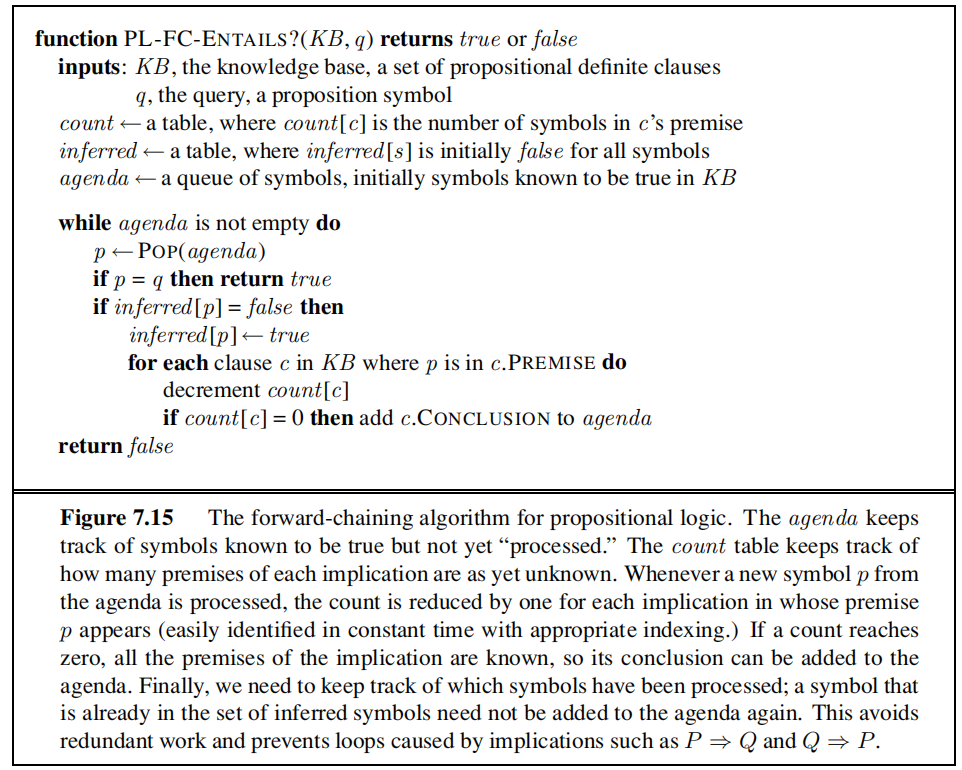 function PL-FC-ENTAILS?(KB, q) returns true or false
inputs: KB, the knowledge base, a set of propositional definite clauses
q, the query, a proposition symbol
count ← a table, where count[c] is the number of symbols in c's premise
inferred ← a table, where inferred[s] is initially false for all symbols
agenda ← a queue of symbols, initially symbols known to be true in KB
while agenda is not empty do
p ← POP(agenda)
if p = q then return true
if inferred[p] = false then
inferred[p] ← true
for each clause c in KB where p is in c.PREMISE do
decrement count[c]
if count[c] = 0 then add c.CONCLUSION to agenda
return false
Figure 7.15 The forward-chaining algorithm for propositional logic. The agenda keeps
track of symbols known to be true but not yet “processed.” The count table keeps track of
how many premises of each implication are as yet unknown. Whenever a new symbol p from
the agenda is processed, the count is reduced by one for each implication in whose premise
p appears (easily identified in constant time with appropriate indexing.) If a count reaches
zero, all the premises of the implication are known, so its conclusion can be added to the
agenda. Finally, we need to keep track of which symbols have been processed; a symbol that
is already in the set of inferred symbols need not be added to the agenda again. This avoids
redundant work and prevents loops caused by implications such as P ⇒ Q and Q ⇒ P.